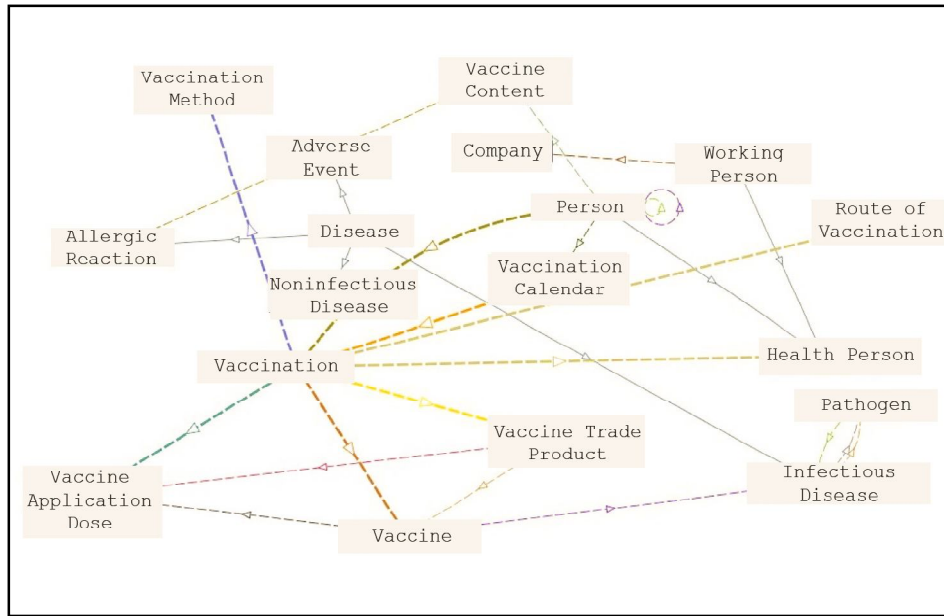 Vaccination
Method
Vaccine
Content
Adverse
Event
Company
Working
Person
Person
Route of
Vaccination
Allergic
Reaction
Disease
Noninfectious
Disease
Vaccination
Calendar
Vaccination
Health Person
Pathogen
Vaccine Trade
Product
Vaccine
Application
Dose
Infectious
Disease
Vaccine